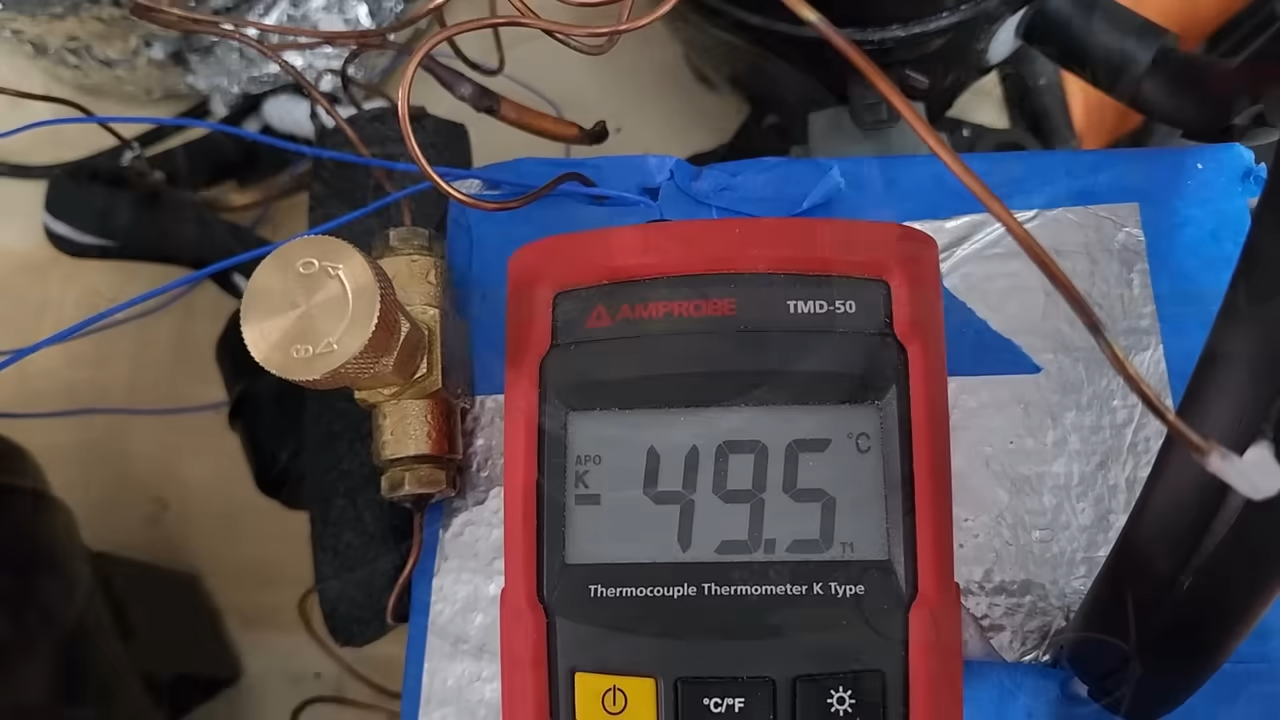 AMPROBE TMD-50
°C
APO
K
-49.5
T1
Thermocouple Thermometer K Type
°C/°F